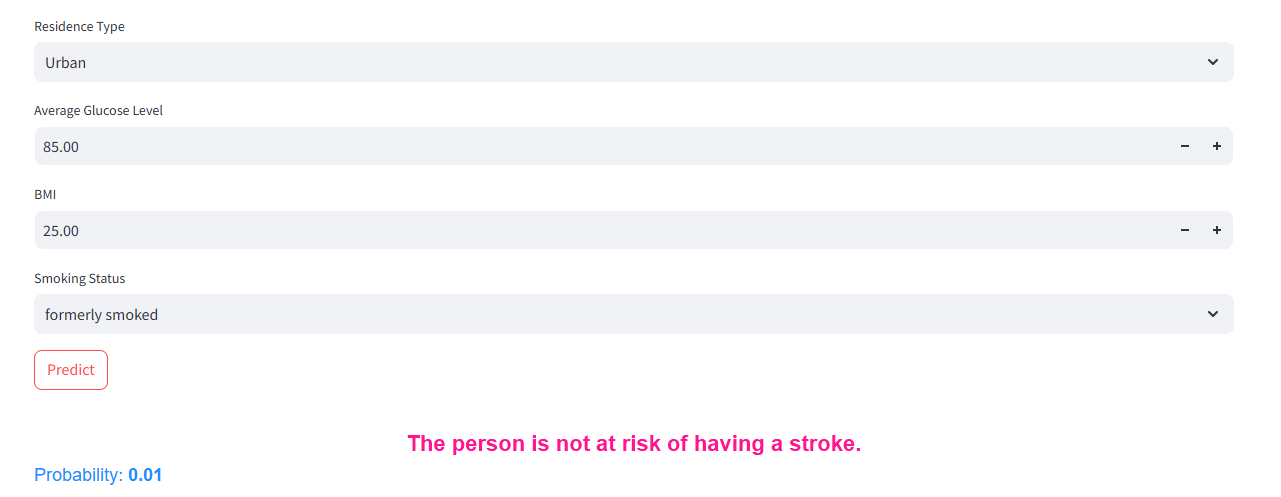 Residence Type
Urban
Average Glucose Level
85.00
BMI
25.00
Smoking Status
formerly smoked
Predict
The person is not at risk of having a stroke.
Probability: 0.01